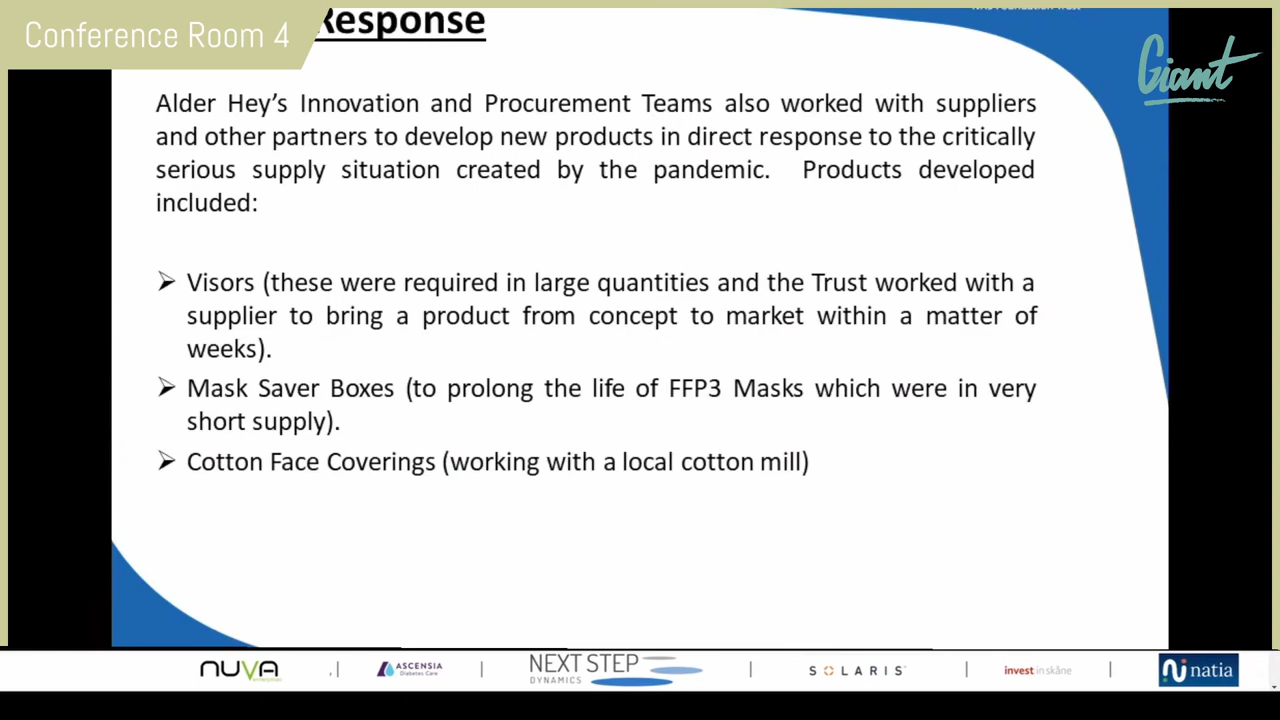 Conference Room 4
Response
Giant
Alder Hey's Innovation and Procurement Teams also worked with suppliers
and other partners to develop new products in direct response to the critically
serious supply situation created by the pandemic. Products developed
included:
➢ Visors (these were required in large quantities and the Trust worked with a
supplier to bring a product from concept to market within a matter of
weeks).
➢ Mask Saver Boxes (to prolong the life of FFP3 Masks which were in very
short supply).
➢ Cotton Face Coverings (working with a local cotton mill)
NUVA
ASCENSIA
Diabetes Care
NEXT STEP
DYNAMICS
SOLARIS
invest in skåne
natia